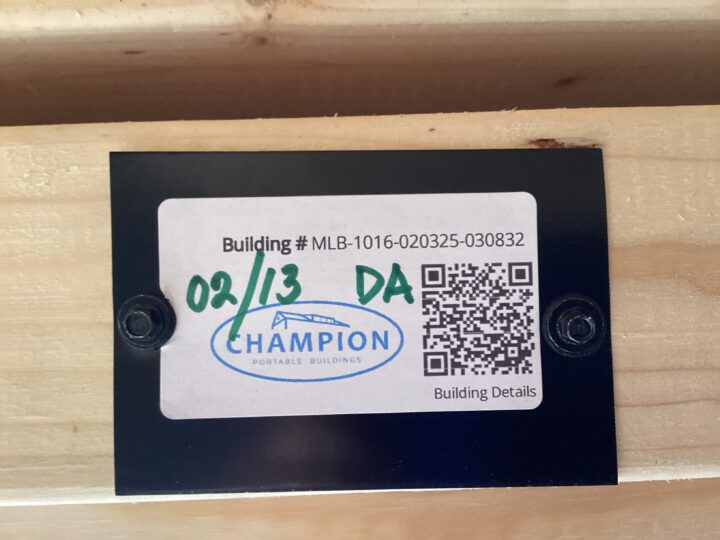 Building # MLB-1016-020325-030832
02/13 DA
CHAMPION
PORTABLE BUILDINGS
Building Details